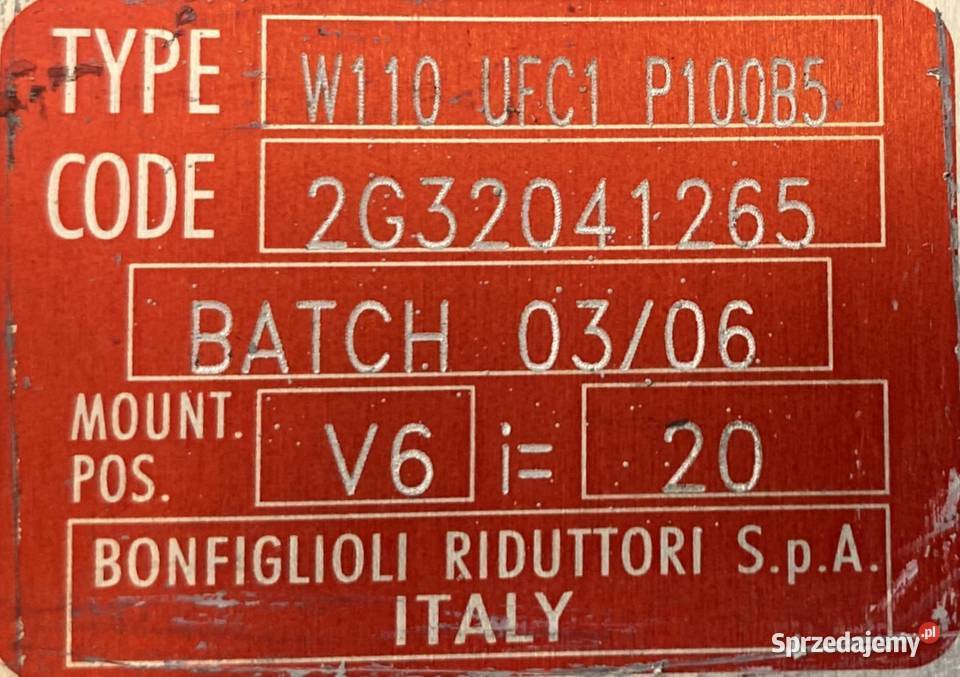 TYPE W110 UFC1 P100B5
CODE 2G32041265
BATCH 03/06
MOUNT. POS. V6 i= 20
BONFIGLIOLI RIDUTTORI S.p.A.
ITALY
Sprzedajemy.pl